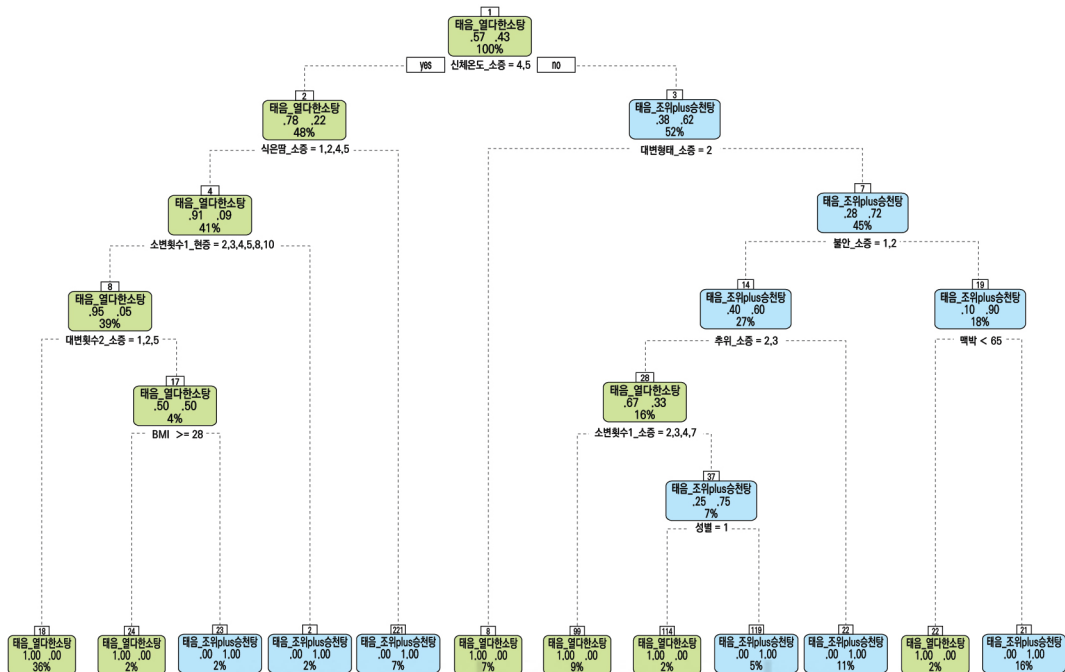 1
태음_열다한소탕
.57 .43
100%
yes 신체온도_소증 = 4,5 no
2
태음_열다한소탕
.78 .22
48%
식은땀_소증 = 1,2,4,5
3
태음_조위plus승천탕
.38 .62
52%
대변형태_소증 = 2
4
태음_열다한소탕
.91 .09
41%
소변횟수1_현증 = 2,3,4,5,8,10
7
태음_조위plus승천탕
.28 .72
45%
불안_소증 = 1,2
8
태음_열다한소탕
.95 .05
39%
대변횟수2_소증 = 1,2,5
14
태음_조위plus승천탕
.40 .60
27%
추위_소증 = 2,3
19
태음_조위plus승천탕
.10 .90
18%
맥박 < 65
17
태음_열다한소탕
.50 .50
4%
BMI >= 28
28
태음_열다한소탕
.67 .33
16%
소변횟수1_소증 = 2,3,4,7
37
태음_조위plus승천탕
.25 .75
7%
성별 = 1
18
태음_열다한소탕
1.00 .00
36%
24
태음_열다한소탕
1.00 .00
2%
23
태음_조위plus승천탕
.00 1.00
2%
2
태음_조위plus승천탕
.00 1.00
2%
221
태음_조위plus승천탕
.00 1.00
7%
8
태음_열다한소탕
1.00 .00
7%
99
태음_열다한소탕
1.00 .00
9%
114
태음_열다한소탕
1.00 .00
2%
119
태음_조위plus승천탕
.00 1.00
5%
22
태음_조위plus승천탕
.00 1.00
11%
22
태음_열다한소탕
1.00 .00
2%
21
태음_조위plus승천탕
.00 1.00
16%